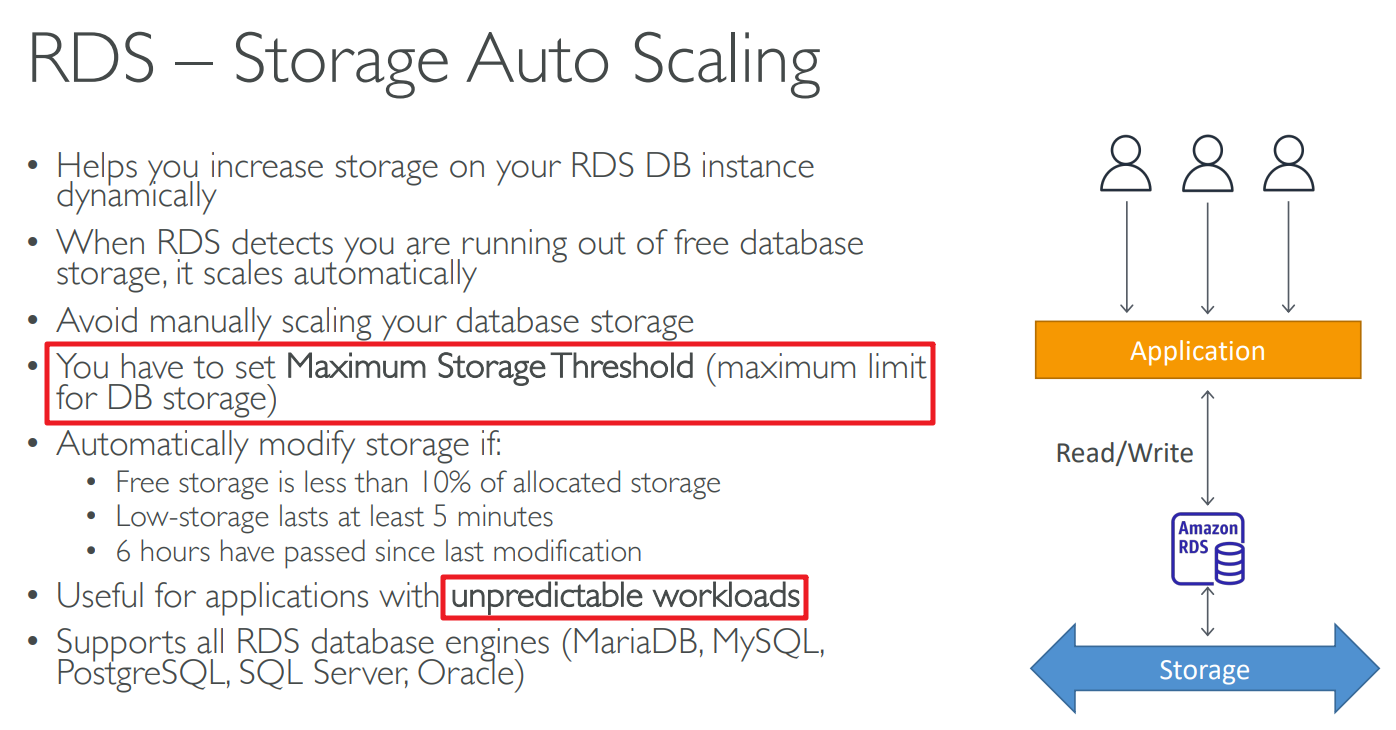 RDS – Storage Auto Scaling
• Helps you increase storage on your RDS DB instance
dynamically
• When RDS detects you are running out of free database
storage, it scales automatically
• Avoid manually scaling your database storage
• You have to set Maximum Storage Threshold (maximum limit
for DB storage)
• Automatically modify storage if:
• Free storage is less than 10% of allocated storage
• Low-storage lasts at least 5 minutes
• 6 hours have passed since last modification
• Useful for applications with unpredictable workloads
• Supports all RDS database engines (MariaDB, MySQL,
PostgreSQL, SQL Server, Oracle)
Application
Read/Write
Amazon
RDS
Storage